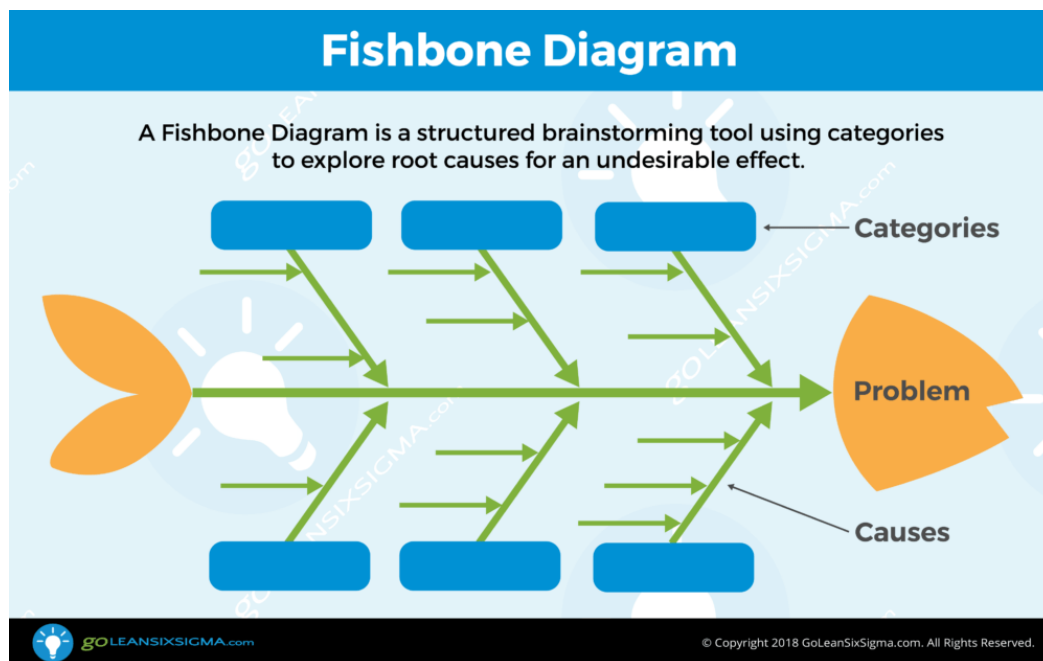 Fishbone Diagram
A Fishbone Diagram is a structured brainstorming tool using categories
to explore root causes for an undesirable effect.
Categories
Problem
Causes
goLEANSIXSIGMA.com
© Copyright 2018 GoLeanSixSigma.com. All Rights Reserved.